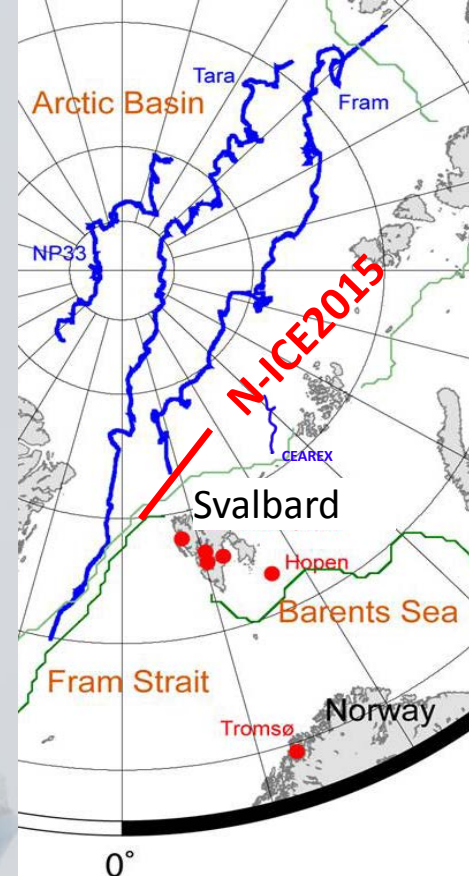 Tara
Arctic Basin
Fram
NP33
N-ICE2015
CEAREX
Svalbard
Hopen
Barents Sea
Fram Strait
Norway
Tromsø
0°